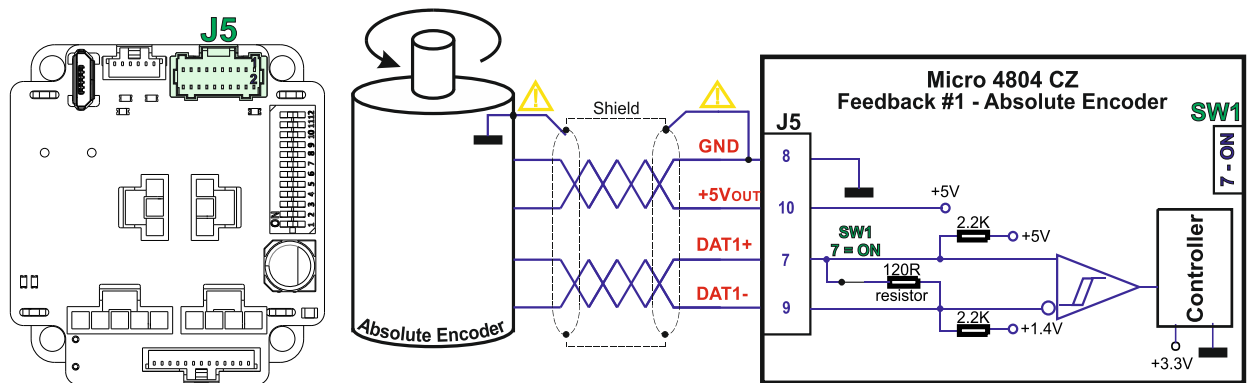 J5
1
2
12
11
10
9
8
7
6
5
4
3
2
1
ON
Absolute Encoder
Shield
GND
+5VOUT
DAT1+
DAT1-
Micro 4804 CZ
Feedback #1 - Absolute Encoder
SW1
7 - ON
J5
8
10
7
9
+5V
SW1
7 = ON
2.2K
+5V
120R
resistor
2.2K
+1.4V
Controller
+3.3V